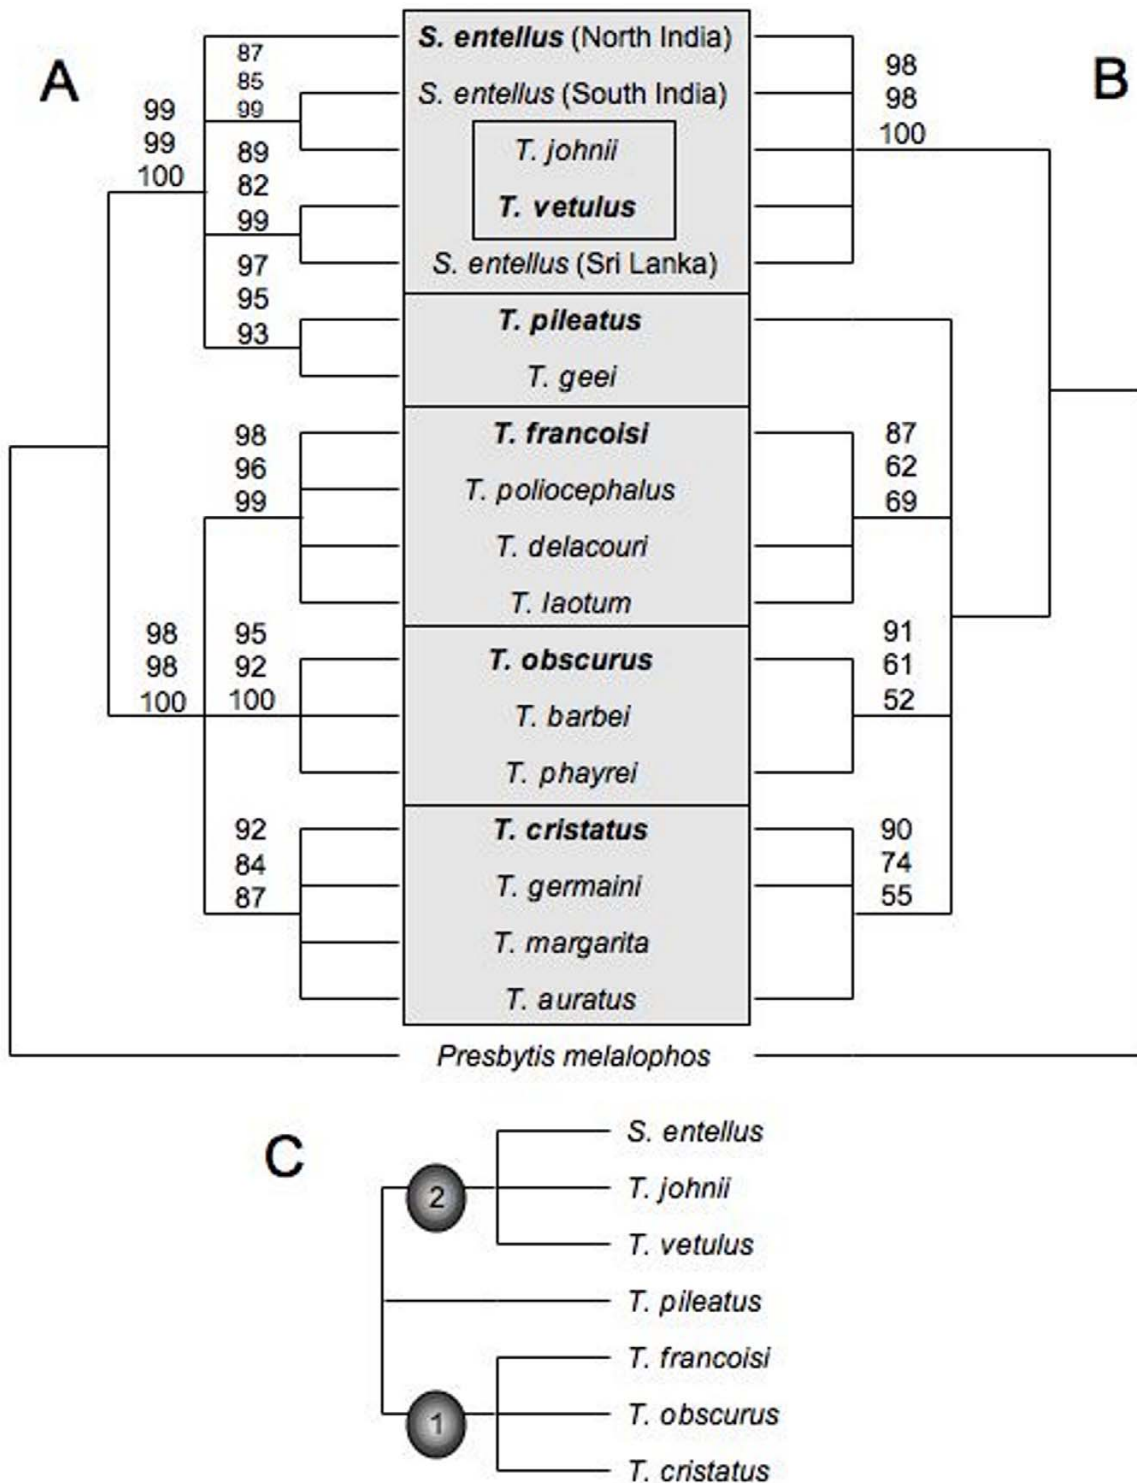 A
B
99
99
100
87
85
99
89
82
99
97
95
93
98
96
99
98
98
100
95
92
100
92
84
87
S. entellus (North India)
S. entellus (South India)
T. johnii
T. vetulus
S. entellus (Sri Lanka)
T. pileatus
T. geei
T. francoisi
T. poliocephalus
T. delacouri
T. laotum
T. obscurus
T. barbei
T. phayrei
T. cristatus
T. germaini
T. margarita
T. auratus
Presbytis melalophos
98
98
100
87
62
69
91
61
52
90
74
55
C
2
1
S. entellus
T. johnii
T. vetulus
T. pileatus
T. francoisi
T. obscurus
T. cristatus